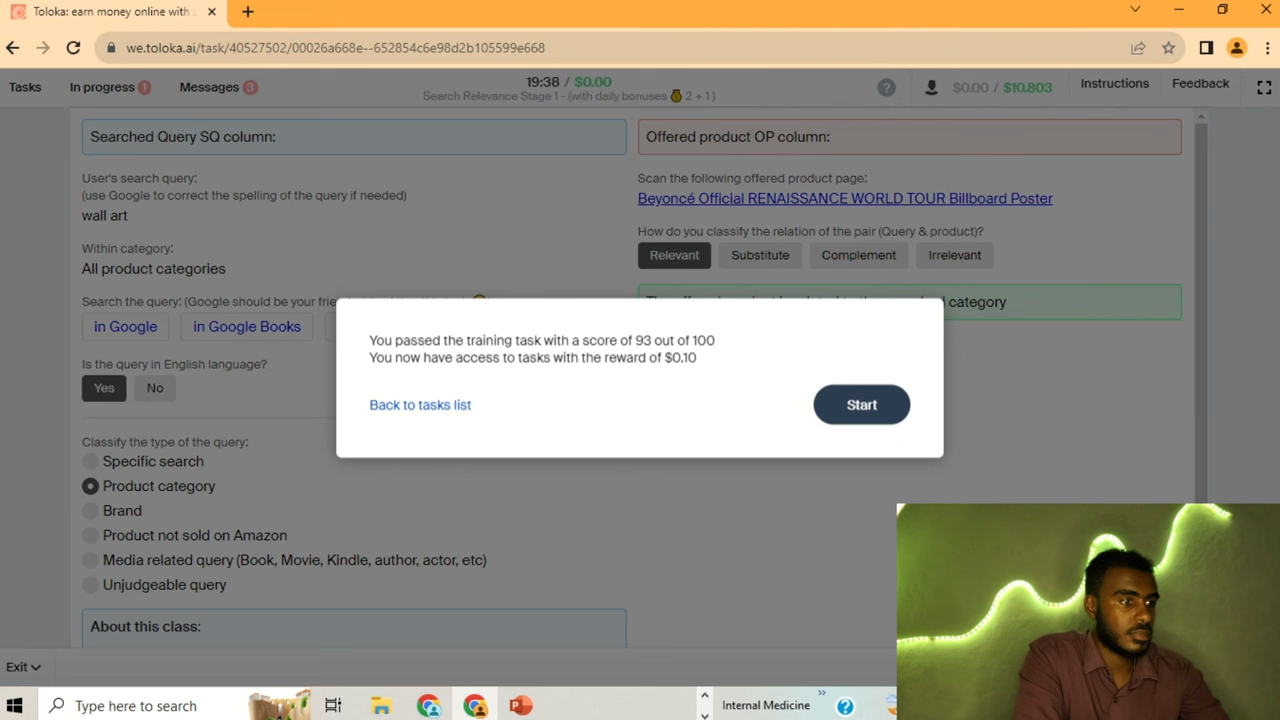 Toloka: earn money online with
we.toloka.ai/task/40527502/00026a668e--652854c6e98d2b105599e668
Tasks
In progress 1
Messages 3
19:38 / $0.00
Search Relevance Stage 1 - (with daily bonuses 2 + 1)
$0.00 / $10.803
Instructions
Feedback
Searched Query SQ column:
User's search query:
(use Google to correct the spelling of the query if needed)
wall art
Within category:
All product categories
Search the query: (Google should be your
in Google
in Google Books
Is the query in English language?
Yes
No
Classify the type of the query:
Specific search
Product category
Brand
Product not sold on Amazon
Media related query (Book, Movie, Kindle, author, actor, etc)
Unjudgeable query
About this class:
Offered product OP column:
Scan the following offered product page:
Beyoncé Official RENAISSANCE WORLD TOUR Billboard Poster
How do you classify the relation of the pair (Query & product)?
Relevant
Substitute
Complement
Irrelevant
category
You passed the training task with a score of 93 out of 100
You now have access to tasks with the reward of $0.10
Back to tasks list
Start
Exit
Type here to search
Internal Medicine